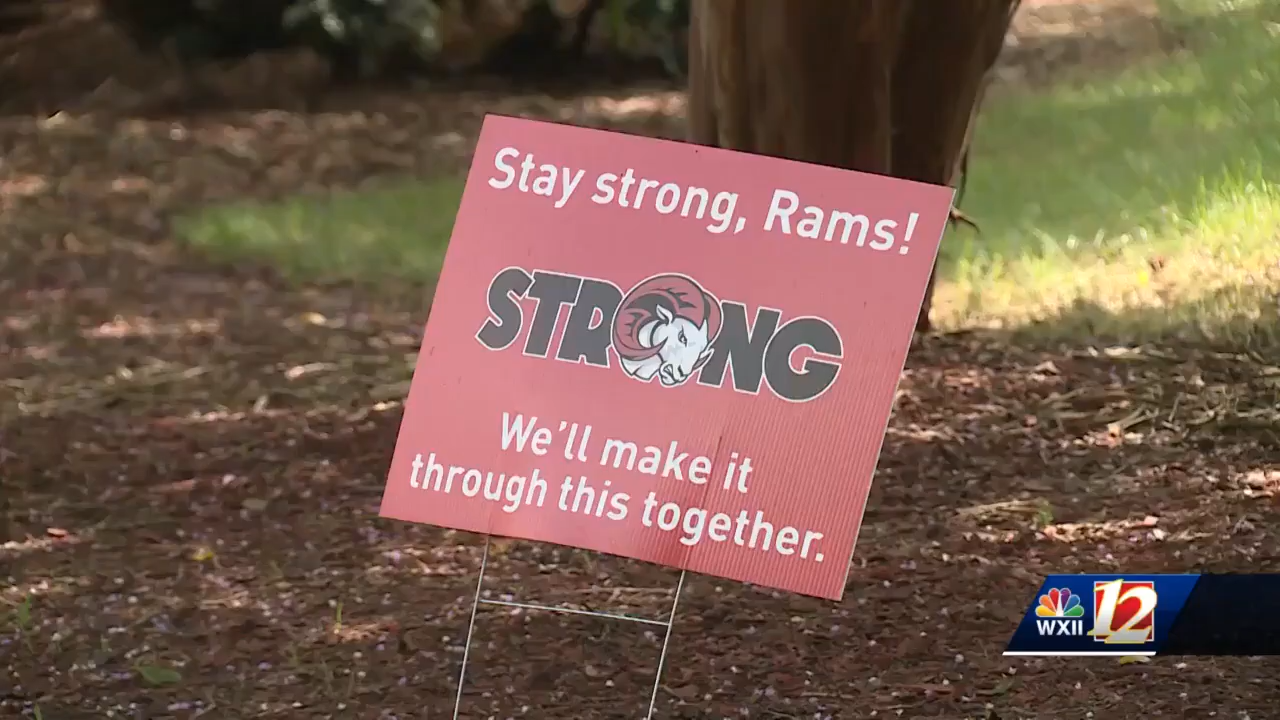 Stay strong, Rams!
STRONG
We'll make it
through this together.
WXII 12